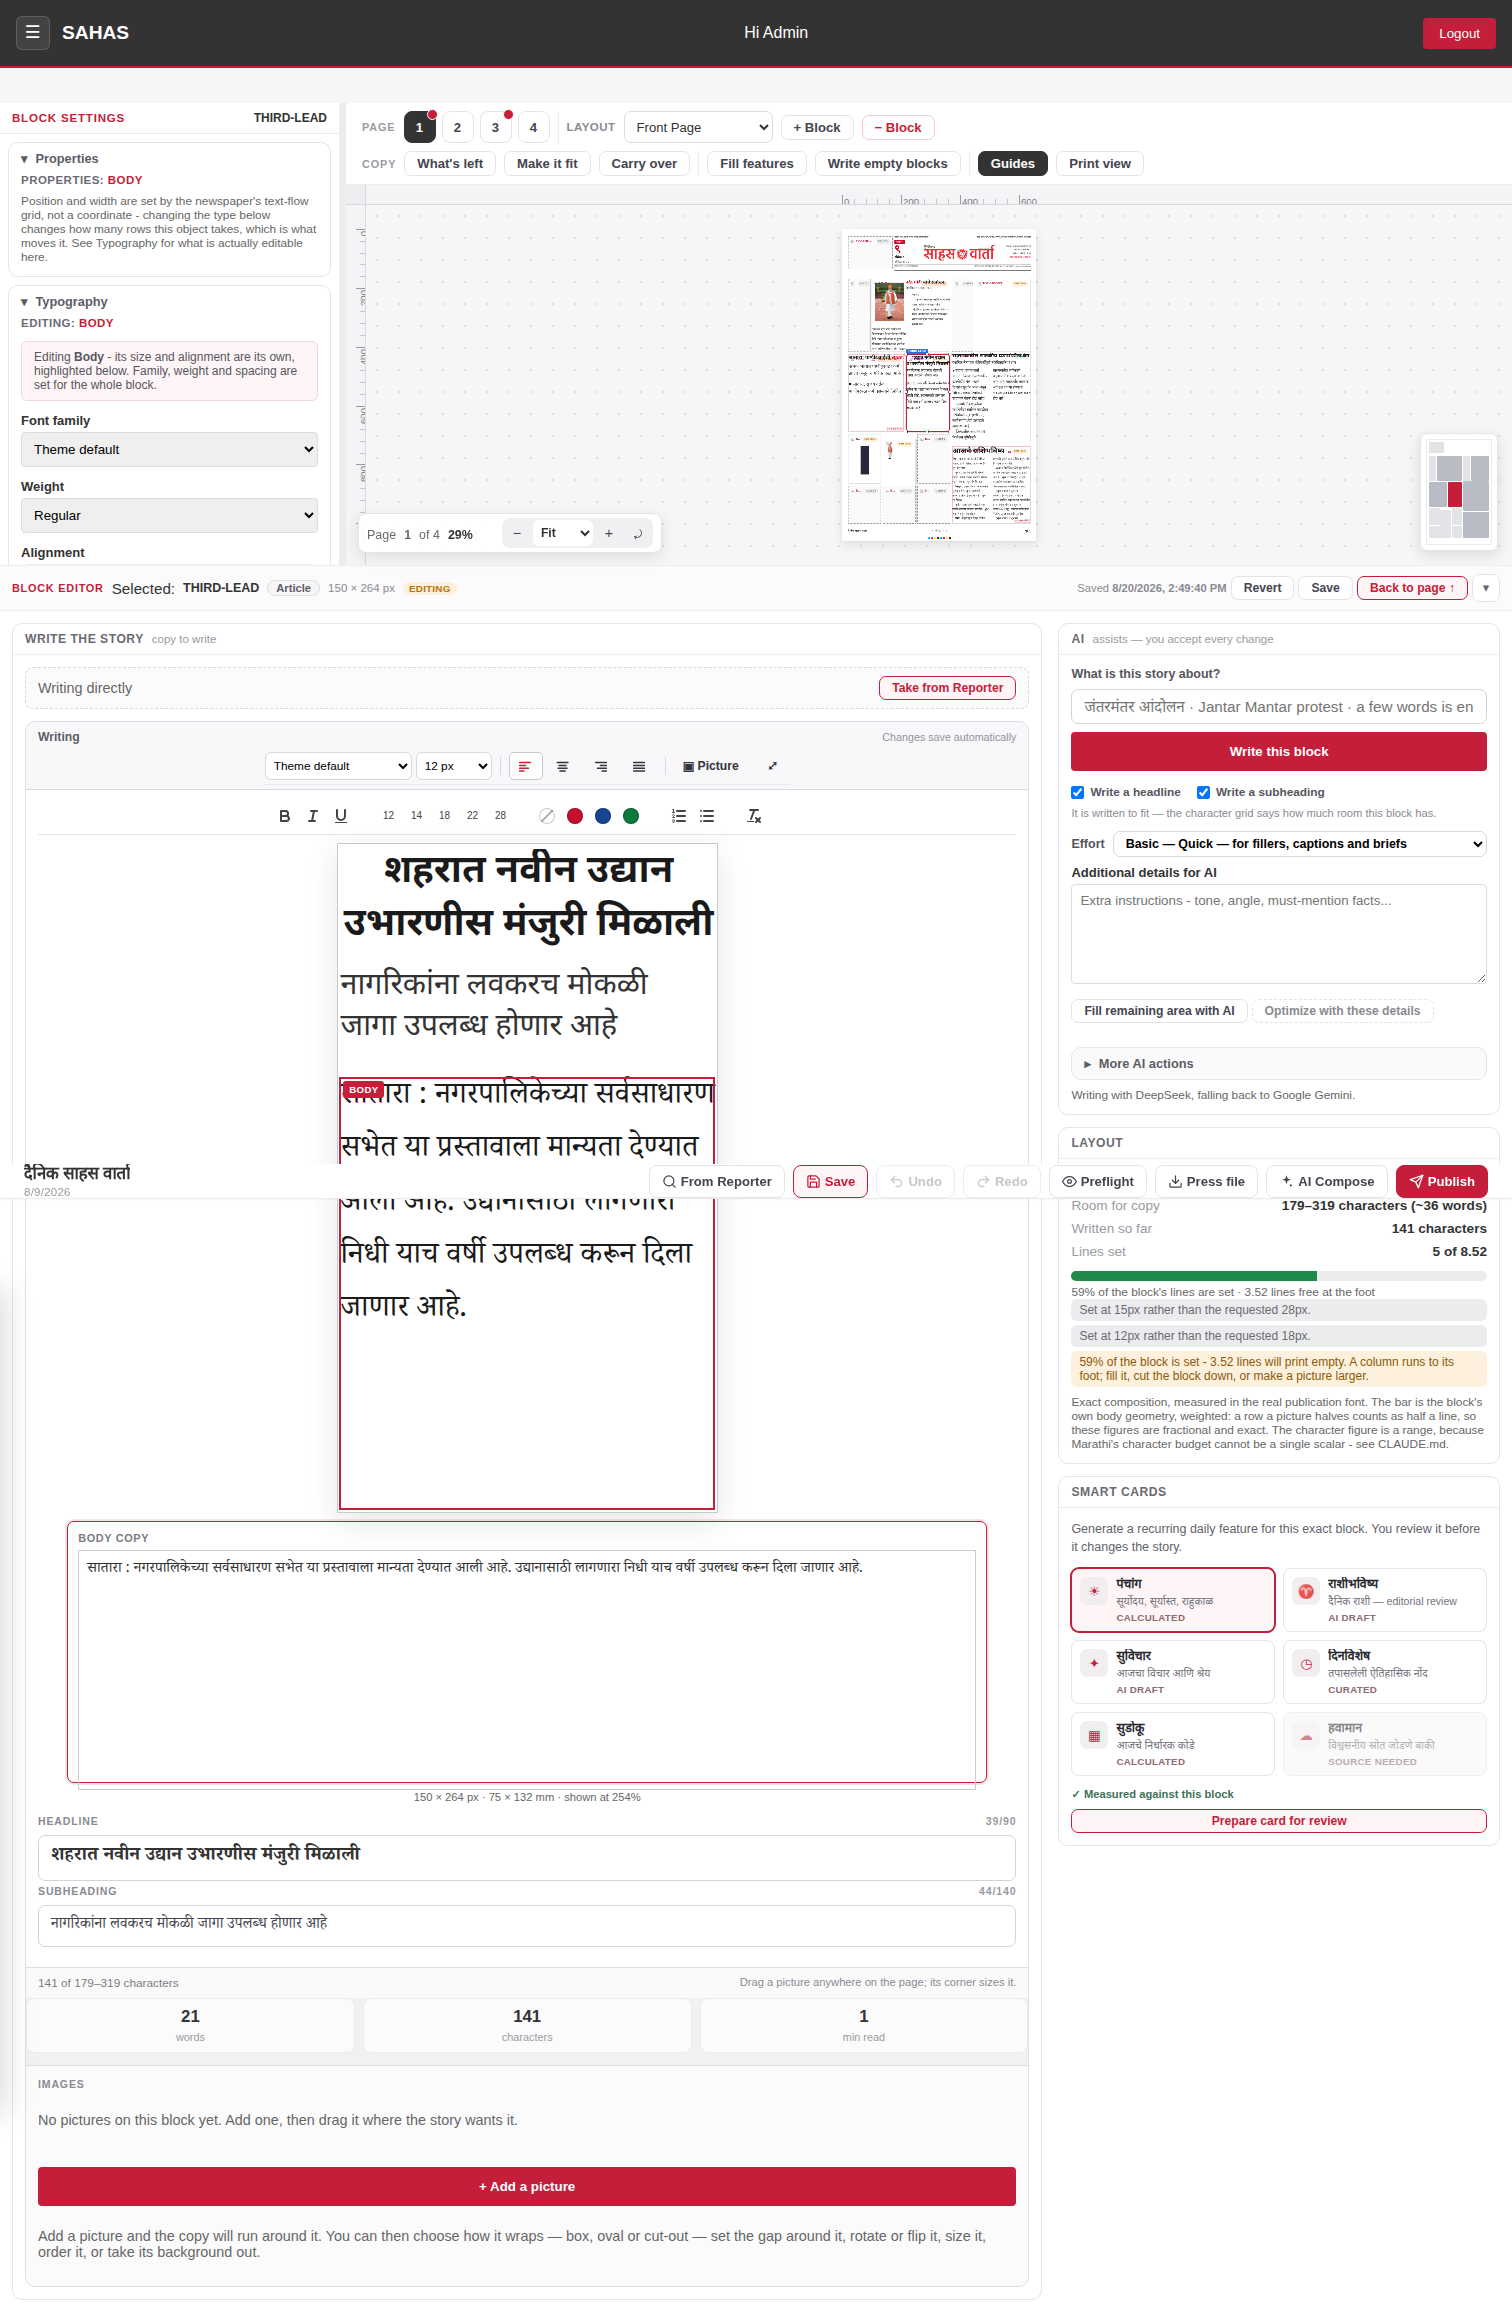 ☰ SAHAS
Hi Admin
Logout
BLOCK SETTINGS
THIRD-LEAD
▾ Properties
PROPERTIES: BODY
Position and width are set by the newspaper's text-flow
grid, not a coordinate - changing the type below
changes how many rows this object takes, which is what
moves it. See Typography for what is actually editable
here.
▾ Typography
EDITING: BODY
Editing Body - its size and alignment are its own,
highlighted below. Family, weight and spacing are
set for the whole block.
Font family
Theme default
Weight
Regular
Alignment
PAGE 1 2 3 4 LAYOUT Front Page + Block − Block
COPY What's left Make it fit Carry over Fill features Write empty blocks Guides Print view
0 200 400 600
साहस वार्ता
आजचे राशिभविष्य
Page 1 of 4 29% − Fit +
BLOCK EDITOR Selected: THIRD-LEAD Article 150 × 264 px EDITING
Saved 8/20/2026, 2:49:40 PM Revert Save Back to page ↑ ▾
WRITE THE STORY copy to write
Writing directly
Take from Reporter
Writing
Changes save automatically
Theme default 12 px Picture
B I U 12 14 18 22 28
शहरात नवीन उद्यान
उभारणीस मंजुरी मिळाली
नागरिकांना लवकरच मोकळी
जागा उपलब्ध होणार आहे
BODY
सातारा : नगरपालिकेच्या सर्वसाधारण
सभेत या प्रस्तावाला मान्यता देण्यात
आली आहे. उद्यानासाठी लागणारा
निधी याच वर्षी उपलब्ध करून दिला
जाणार आहे.
दैनिक साहस वार्ता
8/9/2026
From Reporter Save Undo Redo Preflight Press file AI Compose Publish
BODY COPY
सातारा : नगरपालिकेच्या सर्वसाधारण सभेत या प्रस्तावाला मान्यता देण्यात आली आहे. उद्यानासाठी लागणारा निधी याच वर्षी उपलब्ध करून दिला जाणार आहे.
150 × 264 px · 75 × 132 mm · shown at 254%
HEADLINE
39/90
शहरात नवीन उद्यान उभारणीस मंजुरी मिळाली
SUBHEADING
44/140
नागरिकांना लवकरच मोकळी जागा उपलब्ध होणार आहे
141 of 179–319 characters
Drag a picture anywhere on the page; its corner sizes it.
21
words
141
characters
1
min read
IMAGES
No pictures on this block yet. Add one, then drag it where the story wants it.
+ Add a picture
Add a picture and the copy will run around it. You can then choose how it wraps — box, oval or cut-out — set the gap around it, rotate or flip it, size it,
order it, or take its background out.
AI assists — you accept every change
What is this story about?
जंतरमंतर आंदोलन · Jantar Mantar protest · a few words is en
Write this block
Write a headline Write a subheading
It is written to fit — the character grid says how much room this block has.
Effort Basic — Quick — for fillers, captions and briefs
Additional details for AI
Extra instructions - tone, angle, must-mention facts...
Fill remaining area with AI Optimize with these details
▸ More AI actions
Writing with DeepSeek, falling back to Google Gemini.
LAYOUT
Room for copy 179–319 characters (~36 words)
Written so far 141 characters
Lines set 5 of 8.52
59% of the block's lines are set · 3.52 lines free at the foot
Set at 15px rather than the requested 28px.
Set at 12px rather than the requested 18px.
59% of the block is set - 3.52 lines will print empty. A column runs to its
foot; fill it, cut the block down, or make a picture larger.
Exact composition, measured in the real publication font. The bar is the block's
own body geometry, weighted: a row a picture halves counts as half a line, so
these figures are fractional and exact. The character figure is a range, because
Marathi's character budget cannot be a single scalar - see CLAUDE.md.
SMART CARDS
Generate a recurring daily feature for this exact block. You review it before
it changes the story.
पंचांग
सूर्योदय, सूर्यास्त, राहुकाळ
CALCULATED
राशीभविष्य
दैनिक राशी — editorial review
AI DRAFT
सुविचार
आजचा विचार आणि श्रेय
AI DRAFT
दिनविशेष
तपासलेली ऐतिहासिक नोंद
CURATED
सुडोकू
आजचे निर्धारक कोडे
CALCULATED
हवामान
विश्वसनीय स्रोत जोडणे बाकी
SOURCE NEEDED
✓ Measured against this block
Prepare card for review